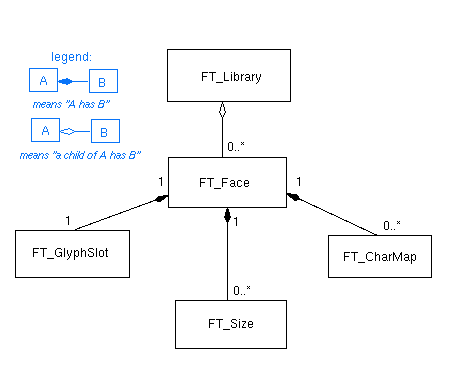 legend:
A
B
means "A has B"
A
B
means "a child of A has B"
FT_Library
0..*
FT_Face
1
1
1
1
0..*
FT_GlyphSlot
FT_CharMap
0..*
FT_Size